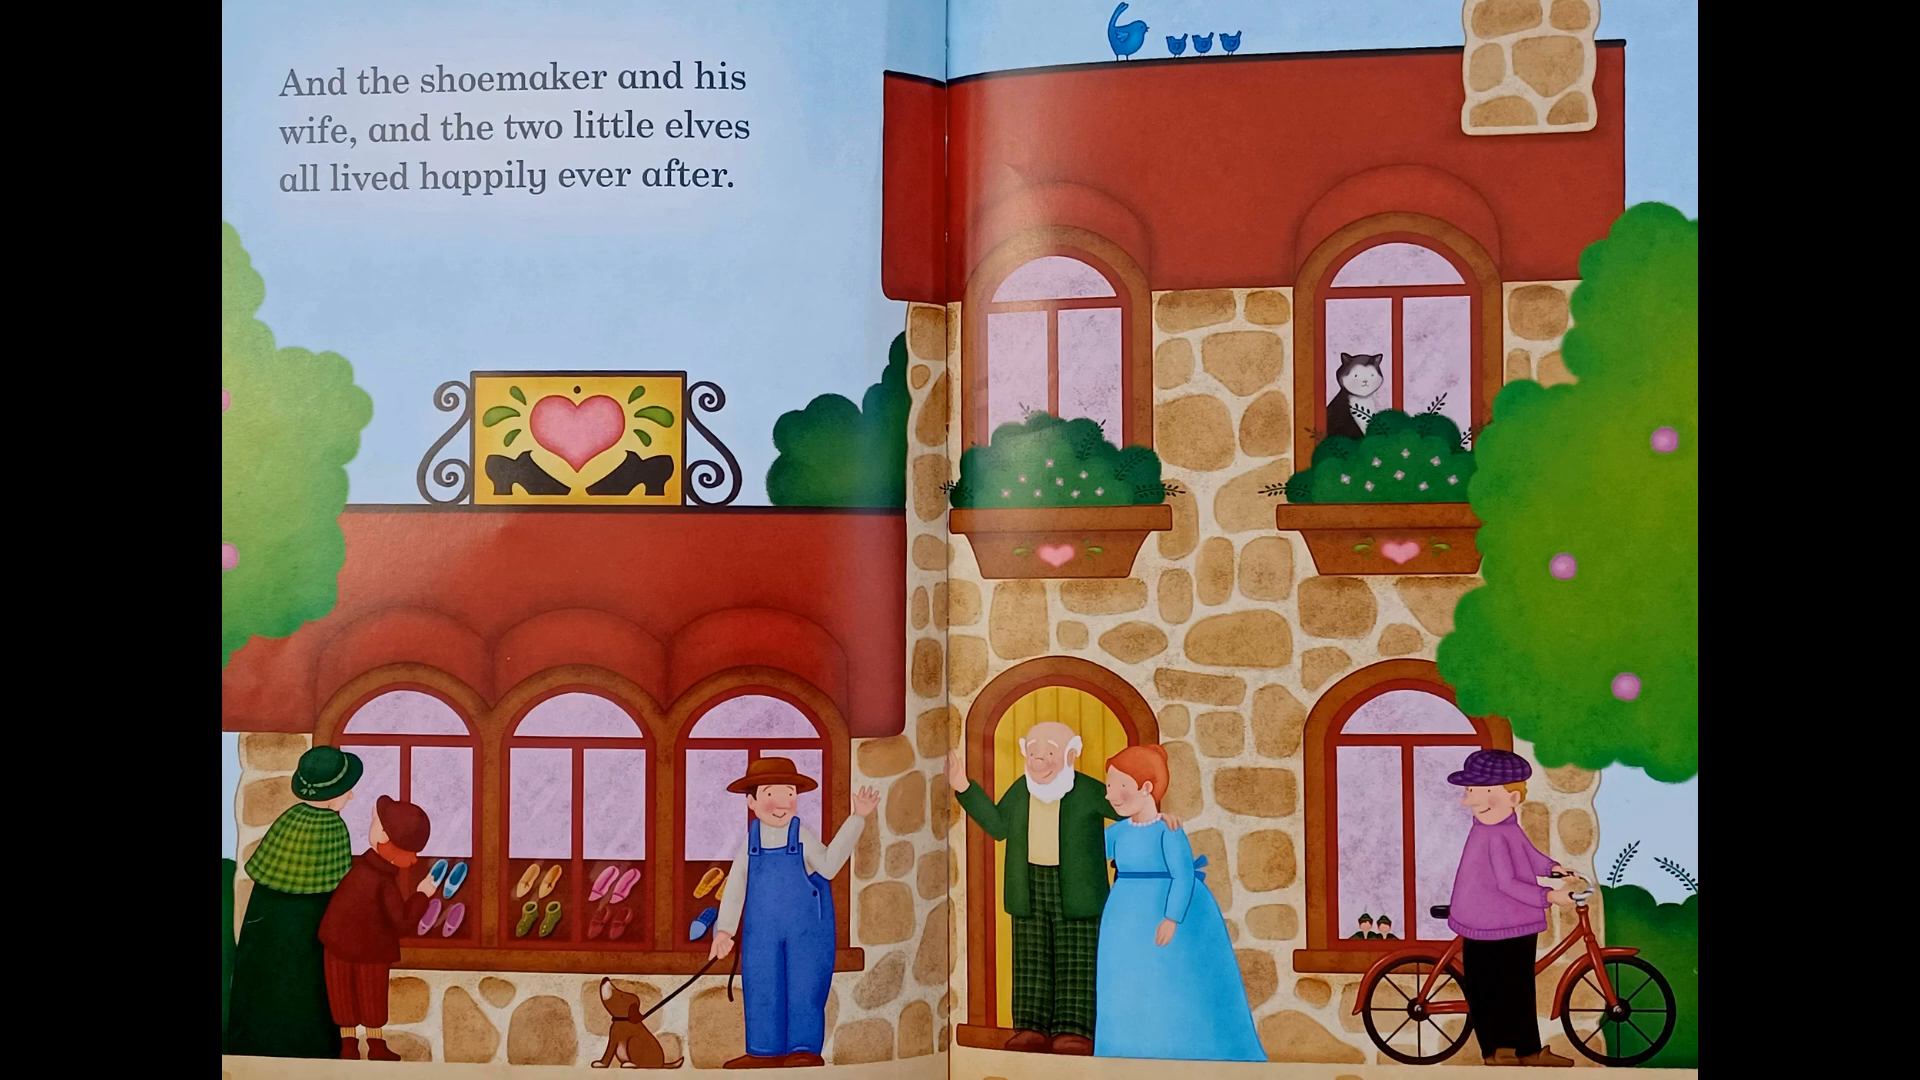 And the shoemaker and his
wife, and the two little elves
all lived happily ever after.